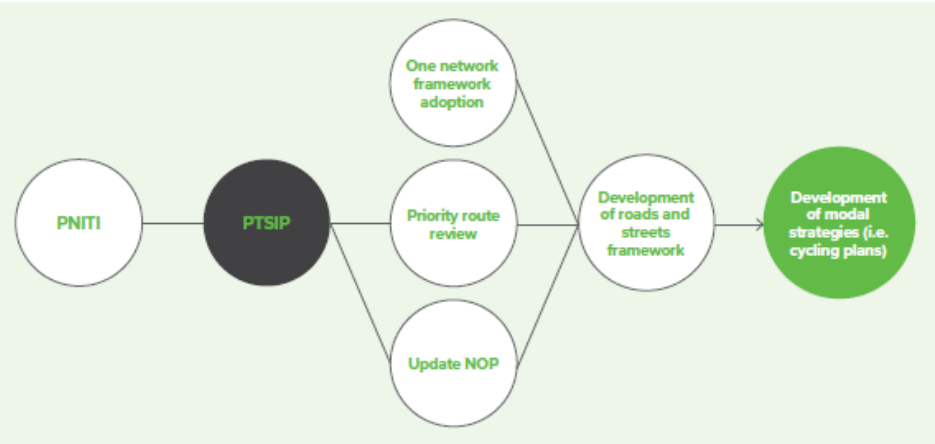 PNITI
PTSIP
One network
framework
adoption
Priority route
review
Update NOP
Development
of roads and
streets
framework
Development
of modal
strategies (i.e.
cycling plans)